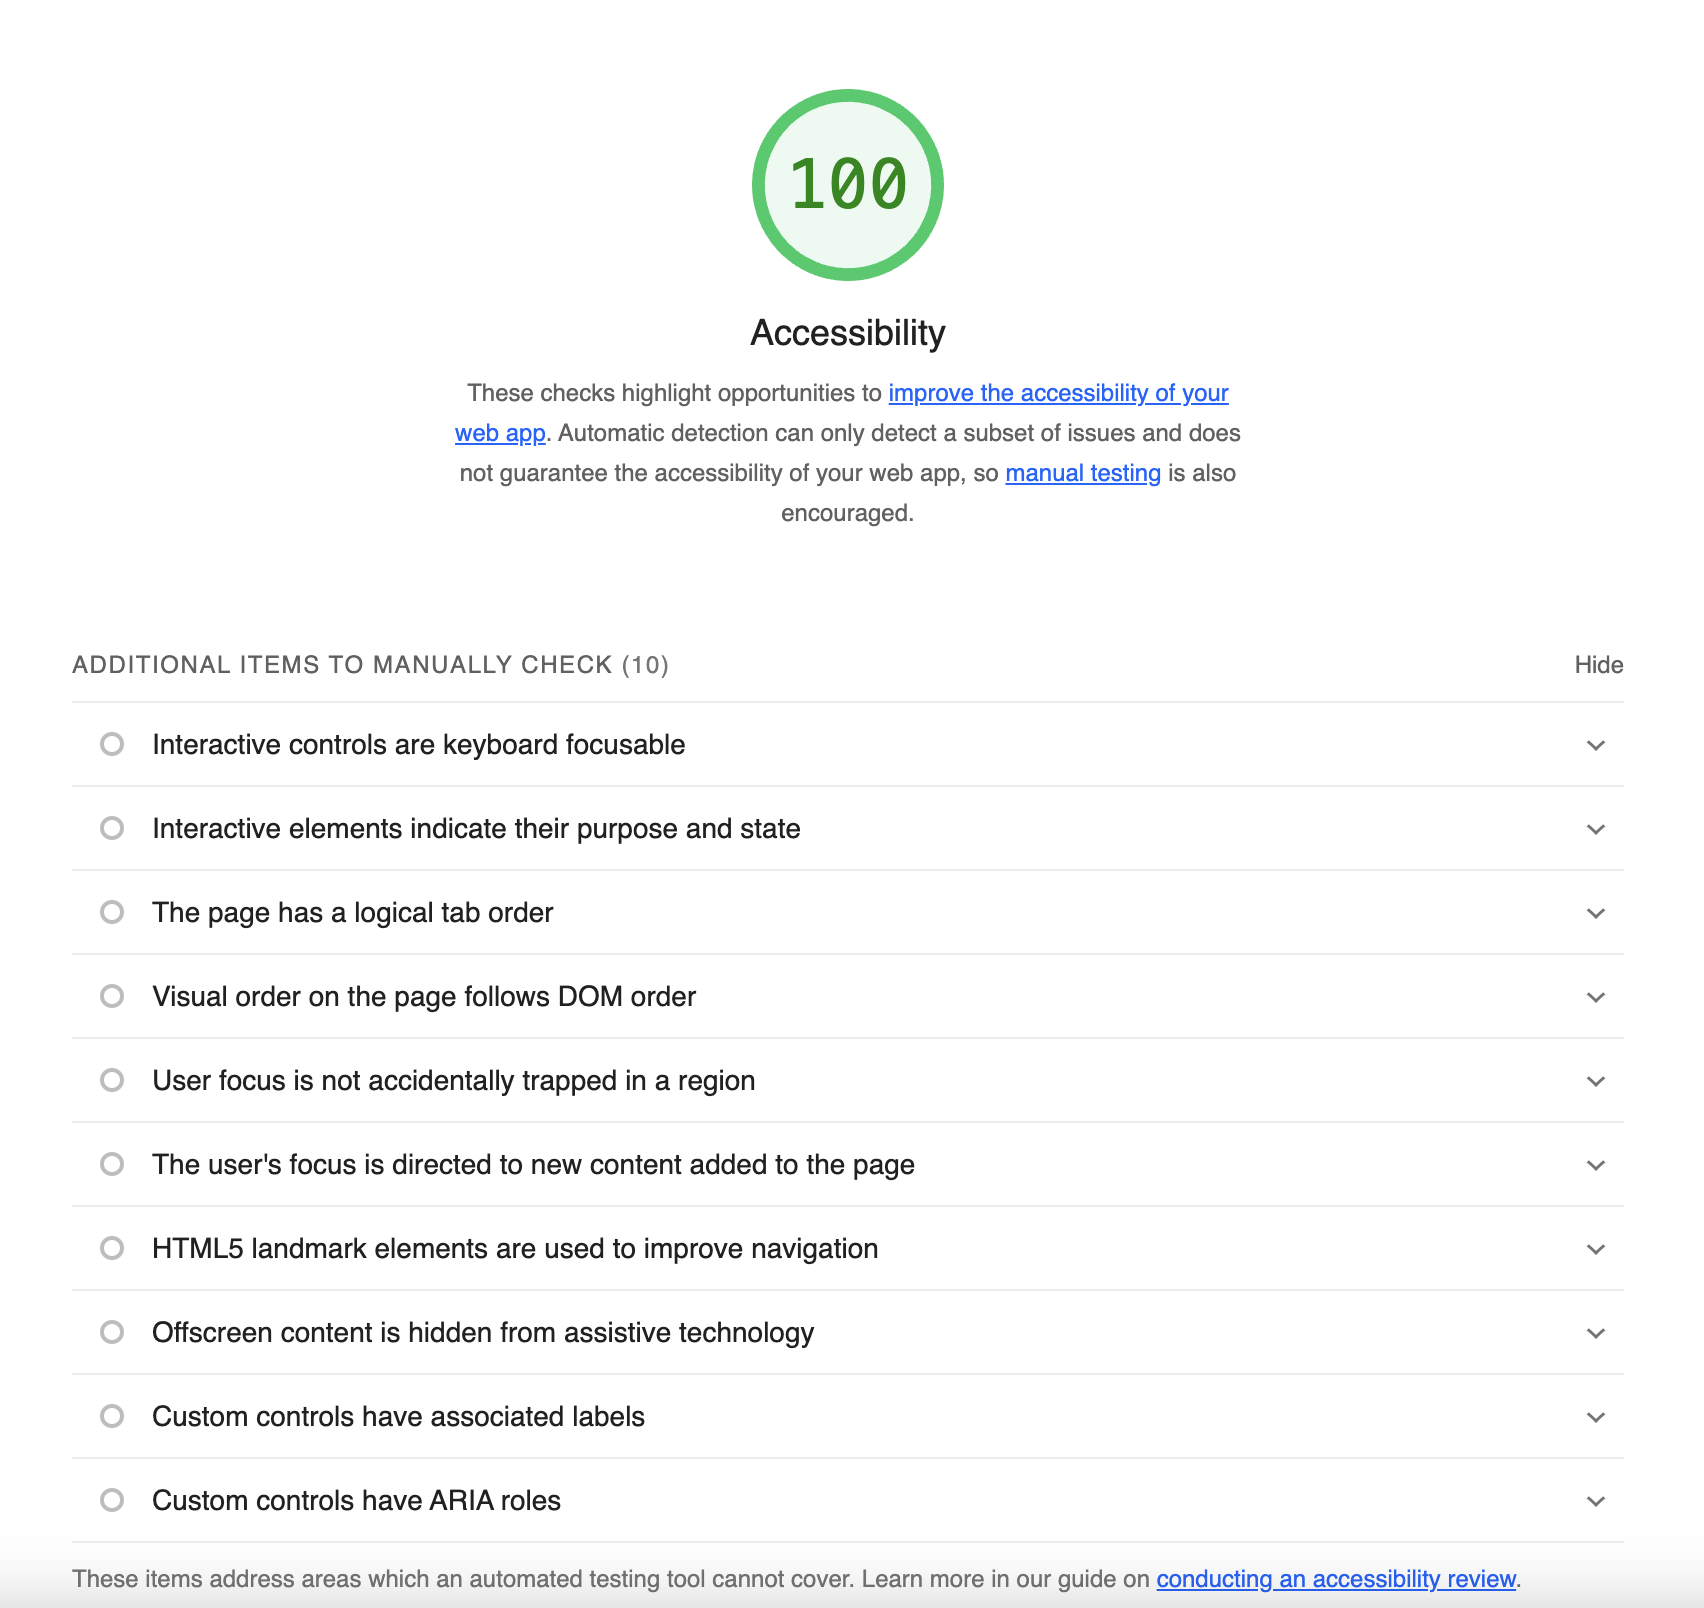 100
Accessibility
These checks highlight opportunities to improve the accessibility of your
web app. Automatic detection can only detect a subset of issues and does
not guarantee the accessibility of your web app, so manual testing is also
encouraged.
ADDITIONAL ITEMS TO MANUALLY CHECK (10) Hide
Interactive controls are keyboard focusable
Interactive elements indicate their purpose and state
The page has a logical tab order
Visual order on the page follows DOM order
User focus is not accidentally trapped in a region
The user's focus is directed to new content added to the page
HTML5 landmark elements are used to improve navigation
Offscreen content is hidden from assistive technology
Custom controls have associated labels
Custom controls have ARIA roles
These items address areas which an automated testing tool cannot cover. Learn more in our guide on conducting an accessibility review.